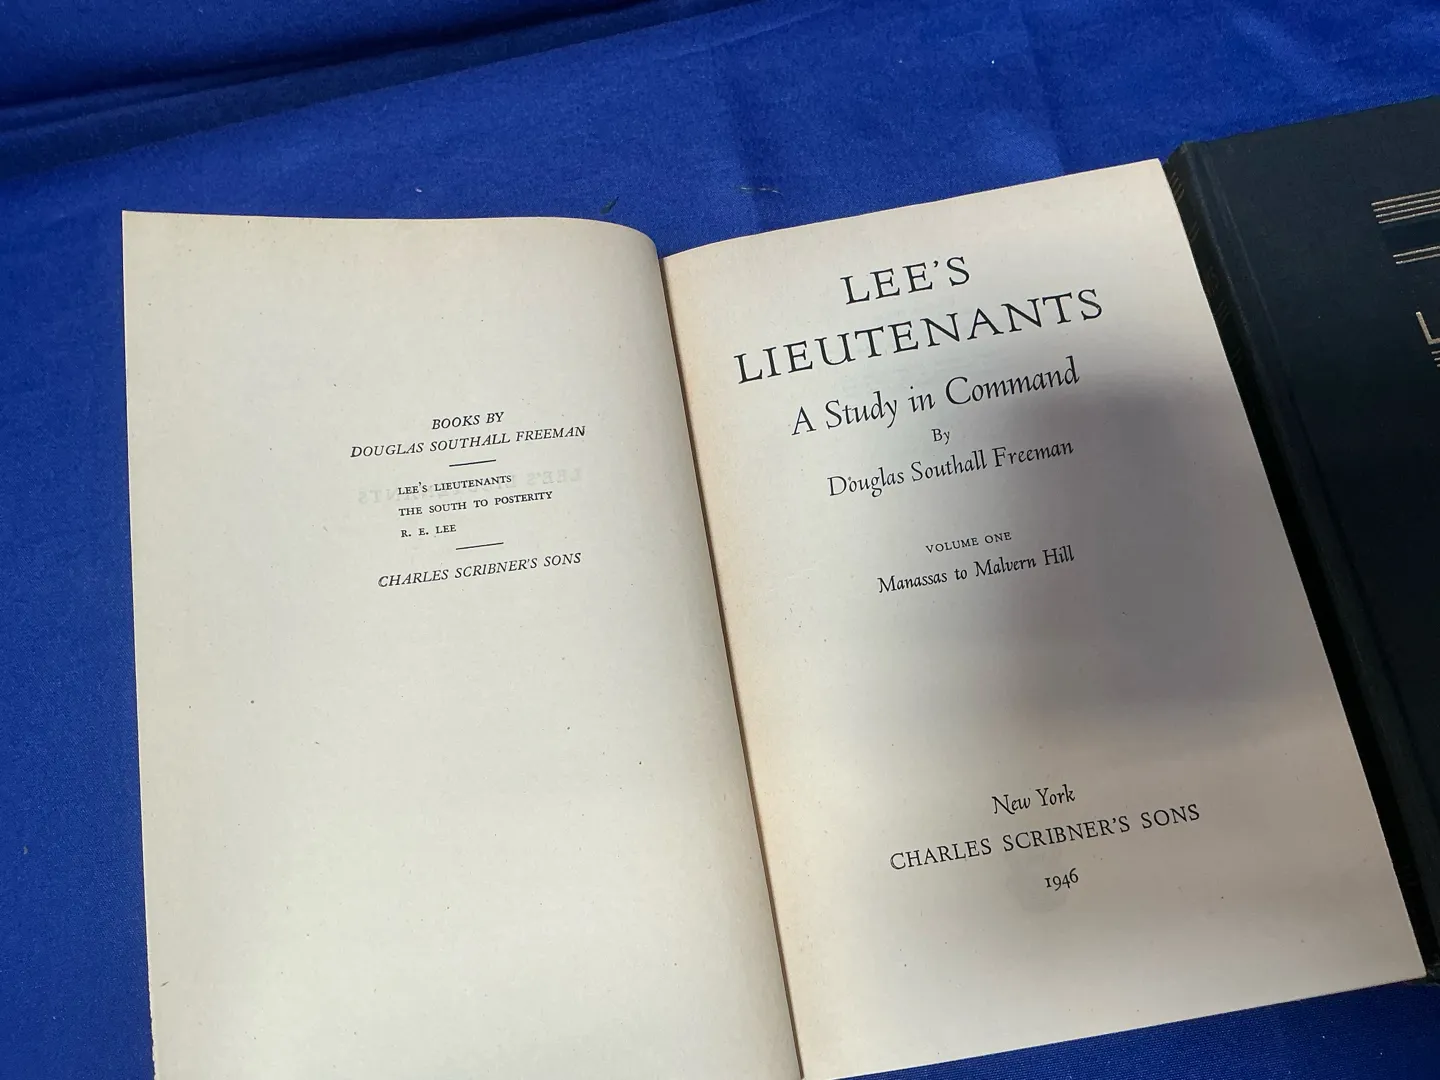 BOOKS BY
DOUGLAS SOUTHALL FREEMAN
LEE'S LIEUTENANTS
THE SOUTH TO POSTERITY
R. E. LEE
CHARLES SCRIBNER'S SONS
LEE'S
LIEUTENANTS
A Study in Command
By
Douglas Southall Freeman
VOLUME ONE
Manassas to Malvern Hill
New York
CHARLES SCRIBNER'S SONS
1946
L